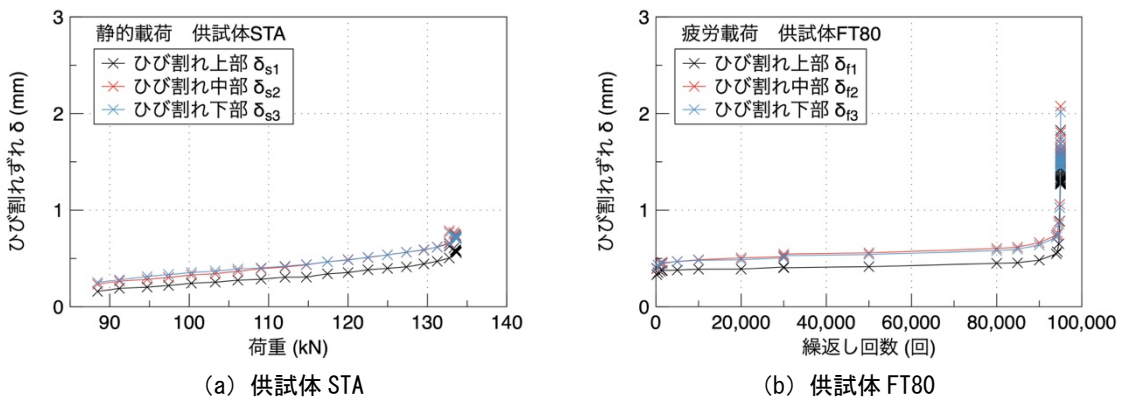 静的載荷 供試体STA
ひび割れ上部 δs1
ひび割れ中部 δs2
ひび割れ下部 δs3
ひび割れずれ δ (mm)
3
2
1
0
90 100 110 120 130 140
荷重 (kN)
(a) 供試体 STA
疲労載荷 供試体FT80
ひび割れ上部 δf1
ひび割れ中部 δf2
ひび割れ下部 δf3
ひび割れずれ δ (mm)
3
2
1
0
0 20,000 40,000 60,000 80,000 100,000
繰返し回数 (回)
(b) 供試体 FT80